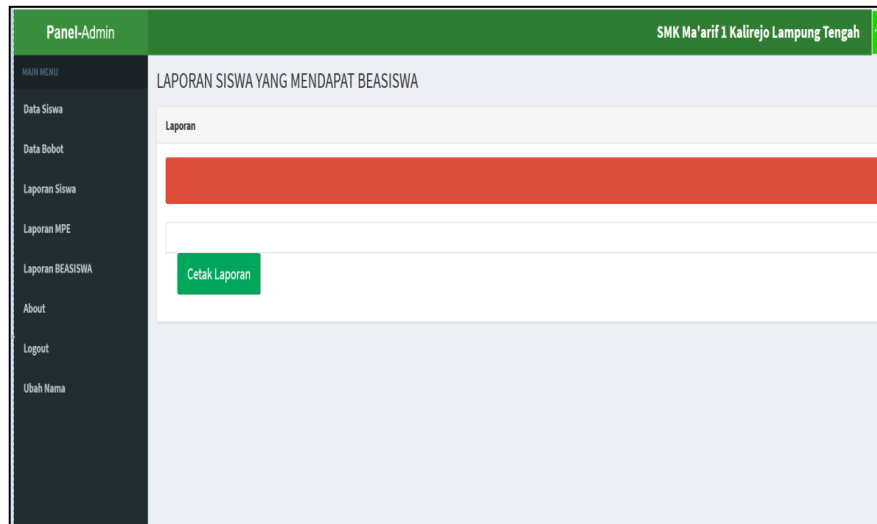 Panel-Admin
SMK Ma'arif 1 Kalirejo Lampung Tengah
MAIN MENU
Data Siswa
Data Bobot
Laporan Siswa
Laporan MPE
Laporan BEASISWA
About
Logout
Ubah Nama
LAPORAN SISWA YANG MENDAPAT BEASISWA
Laporan
Cetak Laporan